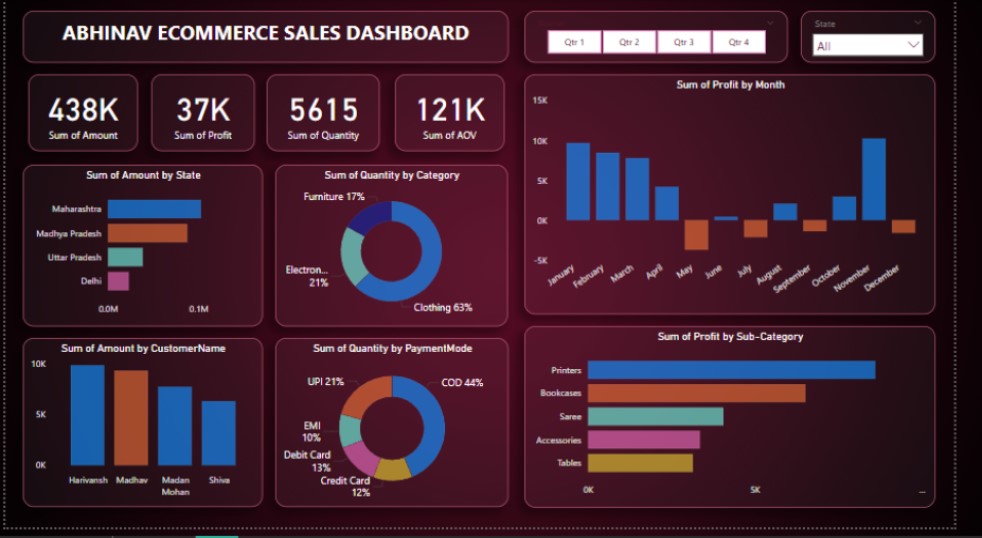 ABHINAV ECOMMERCE SALES DASHBOARD
Qtr 1
Qtr 2
Qtr 3
Qtr 4
State
All
438K
Sum of Amount
37K
Sum of Profit
5615
Sum of Quantity
121K
Sum of AOV
Sum of Profit by Month
15K
10K
5K
0K
-5K
January
February
March
April
May
June
July
August
September
October
November
December
Sum of Amount by State
Maharashtra
Madhya Pradesh
Uttar Pradesh
Delhi
0.0M
0.1M
Sum of Quantity by Category
Furniture 17%
Electron...
21%
Clothing 63%
Sum of Amount by CustomerName
10K
5K
0K
Harivansh
Madhav
Madan
Mohan
Shiva
Sum of Quantity by PaymentMode
UPI 21%
COD 44%
EMI
10%
Debit Card
13%
Credit Card
12%
Sum of Profit by Sub-Category
Printers
Bookcases
Saree
Accessories
Tables
0K
5K
...